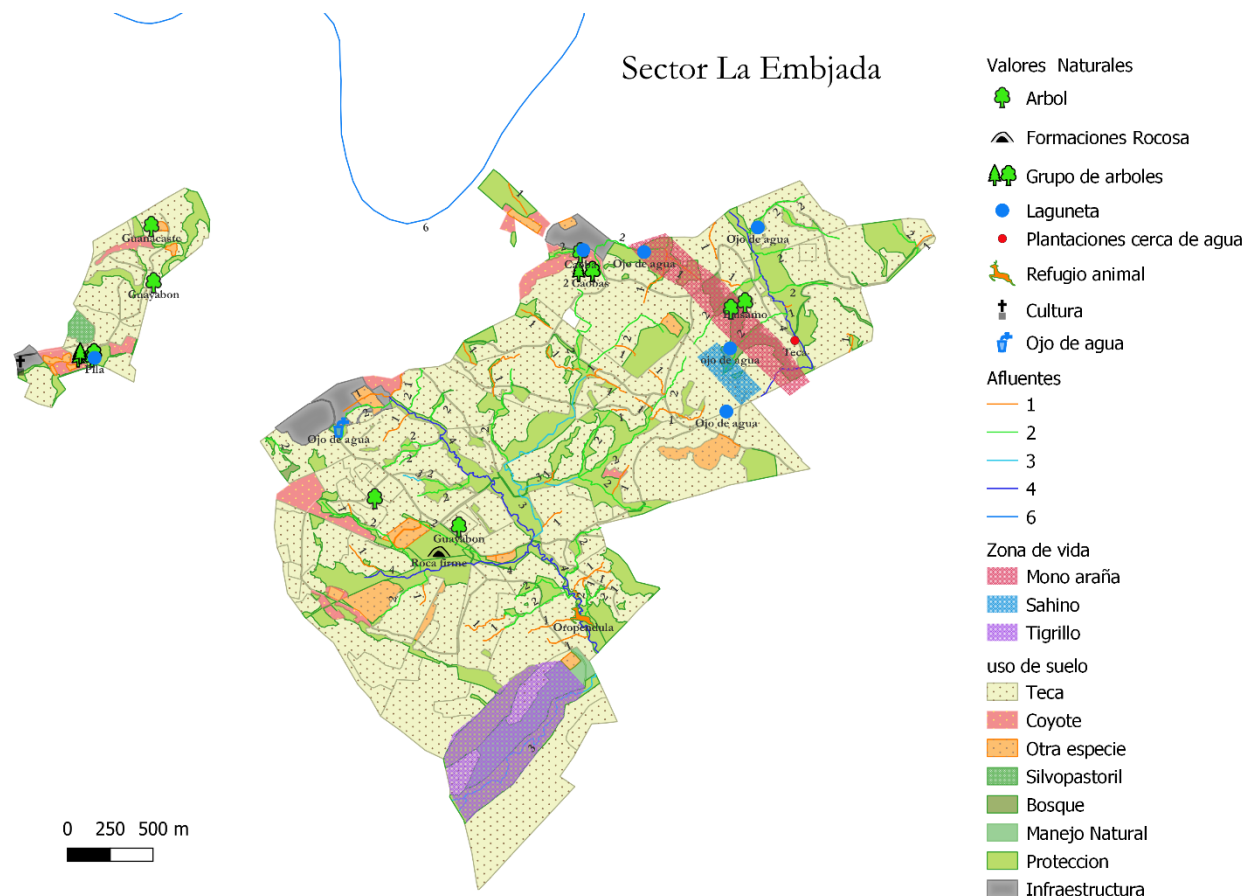 Sector La Embjada
Valores Naturales
Arbol
Formaciones Rocosa
Grupo de arboles
Laguneta
Plantaciones cerca de agua
Refugio animal
Cultura
Ojo de agua
Afluentes
1
2
3
4
6
Zona de vida
Mono araña
Sahino
Tigrillo
uso de suelo
Teca
Coyote
Otra especie
Silvopastoril
Bosque
Manejo Natural
Proteccion
Infraestructura
6
Guanacaste
Guayabon
Pila
Ojo de agua
Ojo de agua
2 Caobas
Teca
ojo de agua
Ojo de agua
Ojo de agua
Guayabon
Roca firme
Oropendula
0 250 500 m